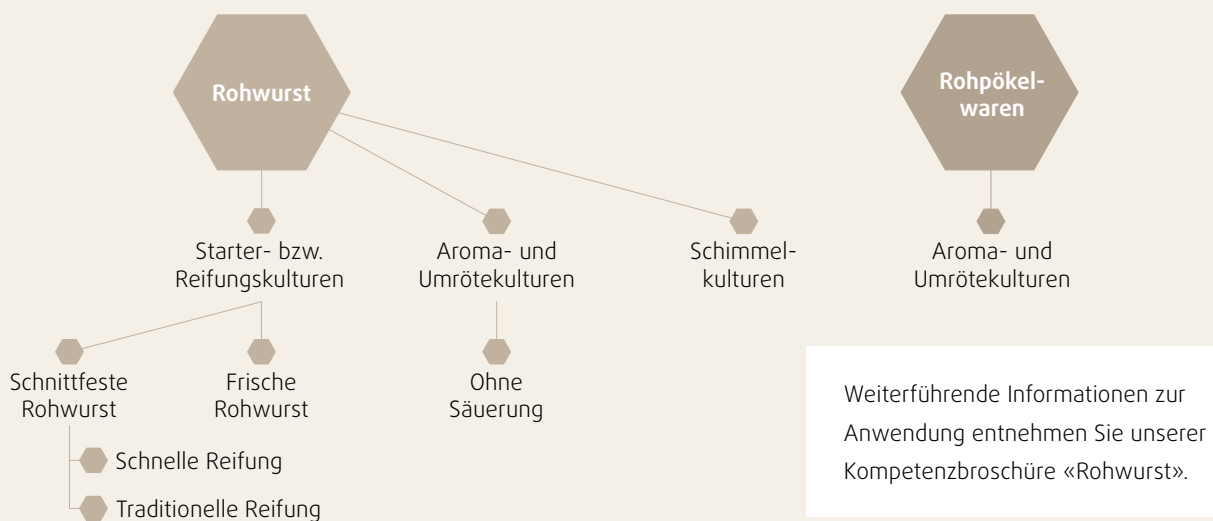 Rohwurst
Rohpökel-
waren
Starter- bzw.
Reifungskulturen
Aroma- und
Umrötekulturen
Schimmel-
kulturen
Aroma- und
Umrötekulturen
Schnittfeste
Rohwurst
Frische
Rohwurst
Ohne
Säuerung
Schnelle Reifung
Traditionelle Reifung
Weiterführende Informationen zur
Anwendung entnehmen Sie unserer
Kompetenzbroschüre «Rohwurst».